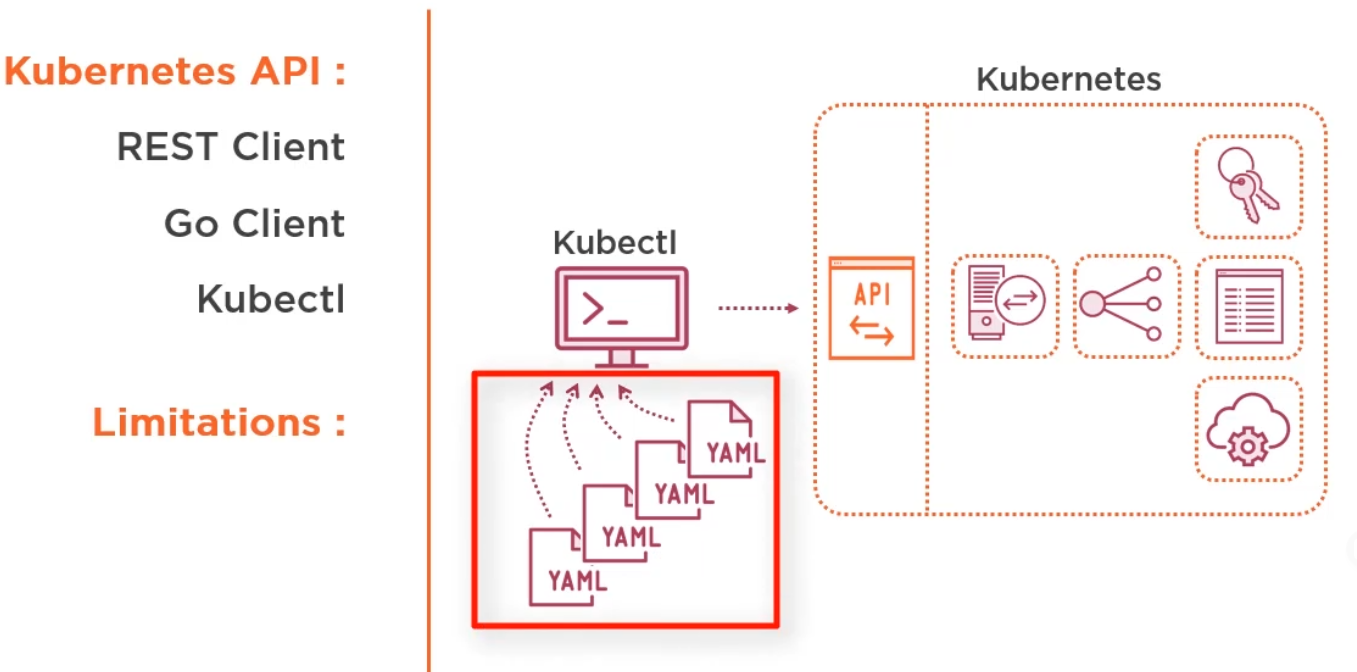 Kubernetes API :
REST Client
Go Client
Kubectl
Limitations :
Kubectl
>_
YAML
YAML
YAML
YAML
Kubernetes
API